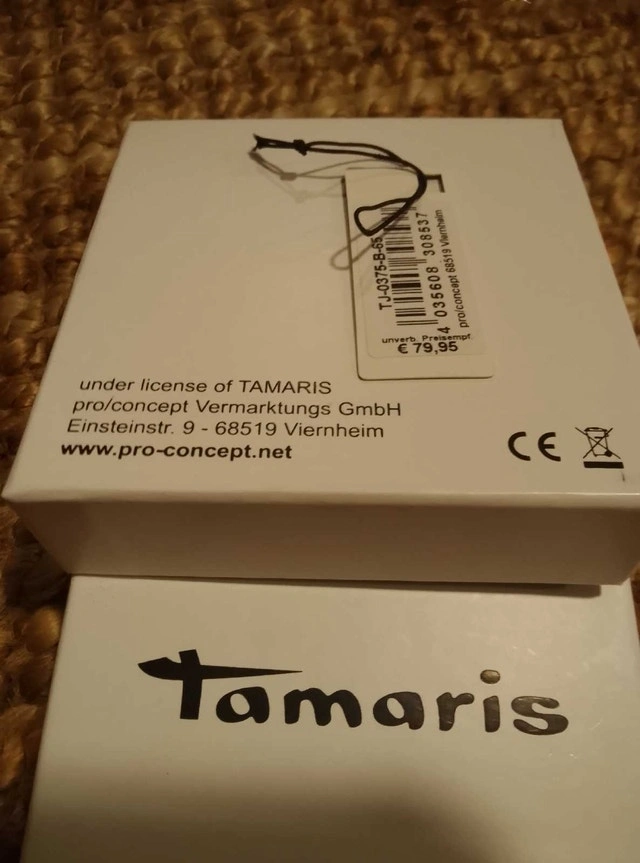 TJ-0375-B-65
4 035608 308537
pro/concept 68519 Viernheim
unverb. Preisempf.
€ 79,95
under license of TAMARIS
pro/concept Vermarktungs GmbH
Einsteinstr. 9 - 68519 Viernheim
www.pro-concept.net
CE
Tamaris